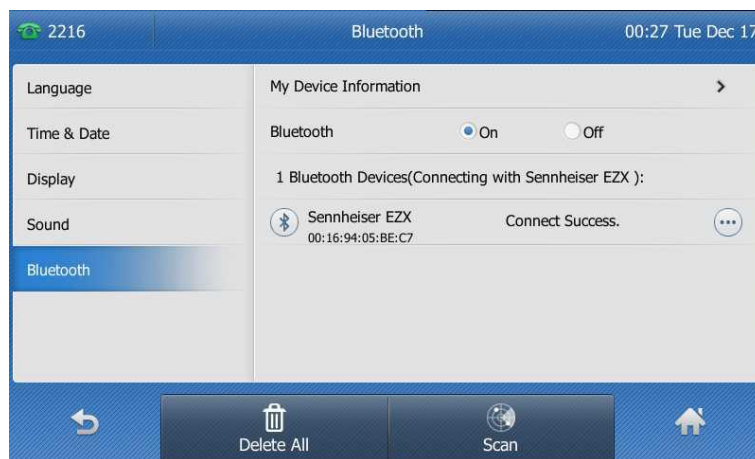 2216
Bluetooth
00:27 Tue Dec 17
Language
Time & Date
Display
Sound
Bluetooth
My Device Information
Bluetooth
On
Off
1 Bluetooth Devices(Connecting with Sennheiser EZX ):
Sennheiser EZX
Connect Success.
00:16:94:05:BE:C7
Delete All
Scan